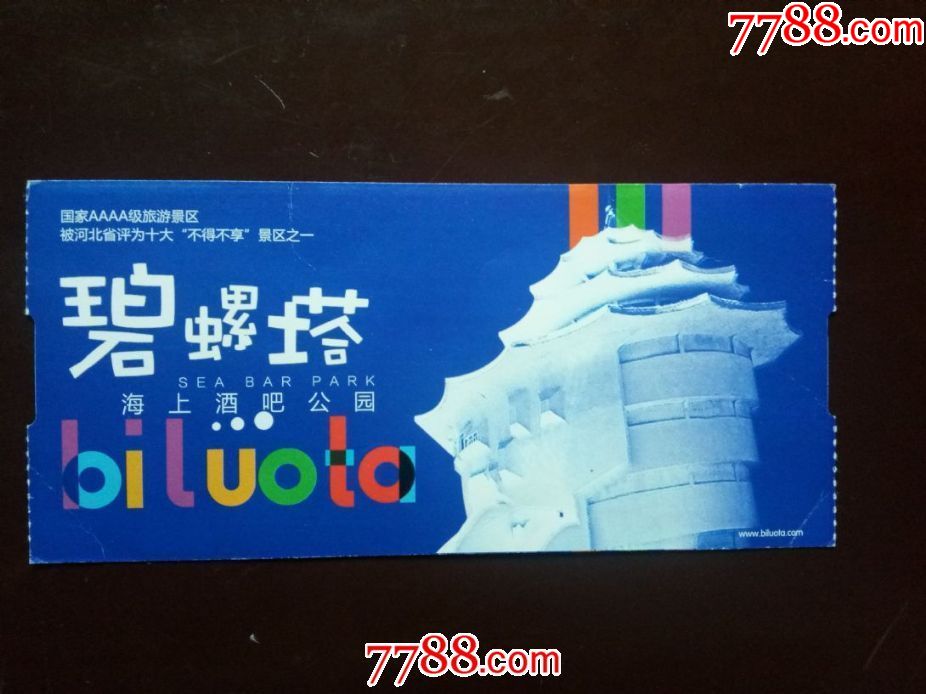 7788.com
国家AAAA级旅游景区
被河北省评为十大“不得不享”景区之一
碧螺塔
SEA BAR PARK
海上酒吧公园
biluota
www.biluota.com
7788.com